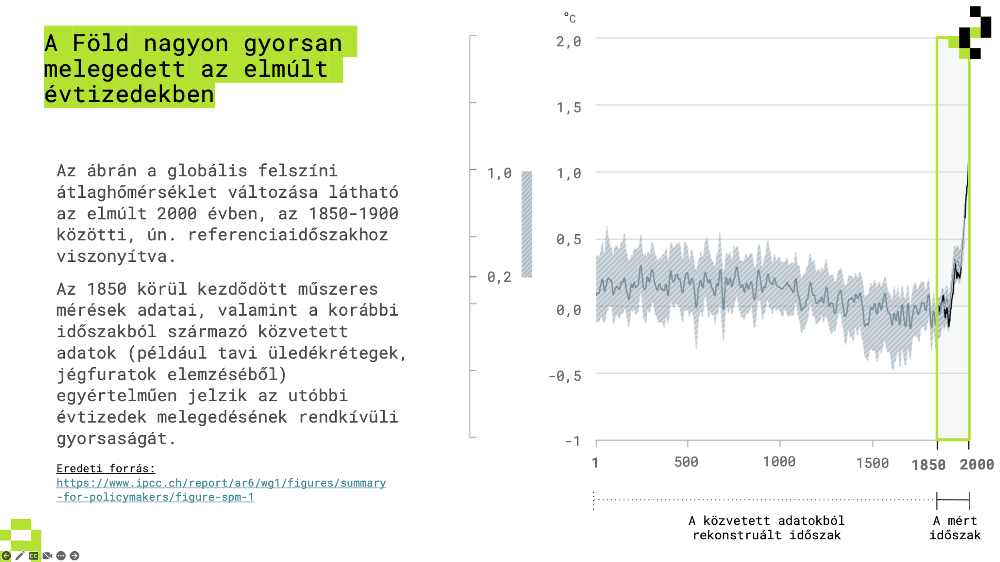 A Föld nagyon gyorsan
melegedett az elmúlt
évtizedekben
Az ábrán a globális felszíni
átlaghőmérséklet változása látható
az elmúlt 2000 évben, az 1850-1900
közötti, ún. referenciaidőszakhoz
viszonyítva.
Az 1850 körül kezdődött műszeres
mérések adatai, valamint a korábbi
időszakból származó közvetett
adatok (például tavi üledékrétegek,
jégfuratok elemzéséből)
egyértelműen jelzik az utóbbi
évtizedek melegedésének rendkívüli
gyorsaságát.
Eredeti forrás:
https://www.ipcc.ch/report/ar6/wg1/figures/summary
-for-policymakers/figure-spm-1
CC
1,0
0,2
°C
2,0
1,5
1,0
0,5
0,0
-0,5
-1
1 500 1000 1500 1850 2000
A közvetett adatokból
rekonstruált időszak
A mért
időszak